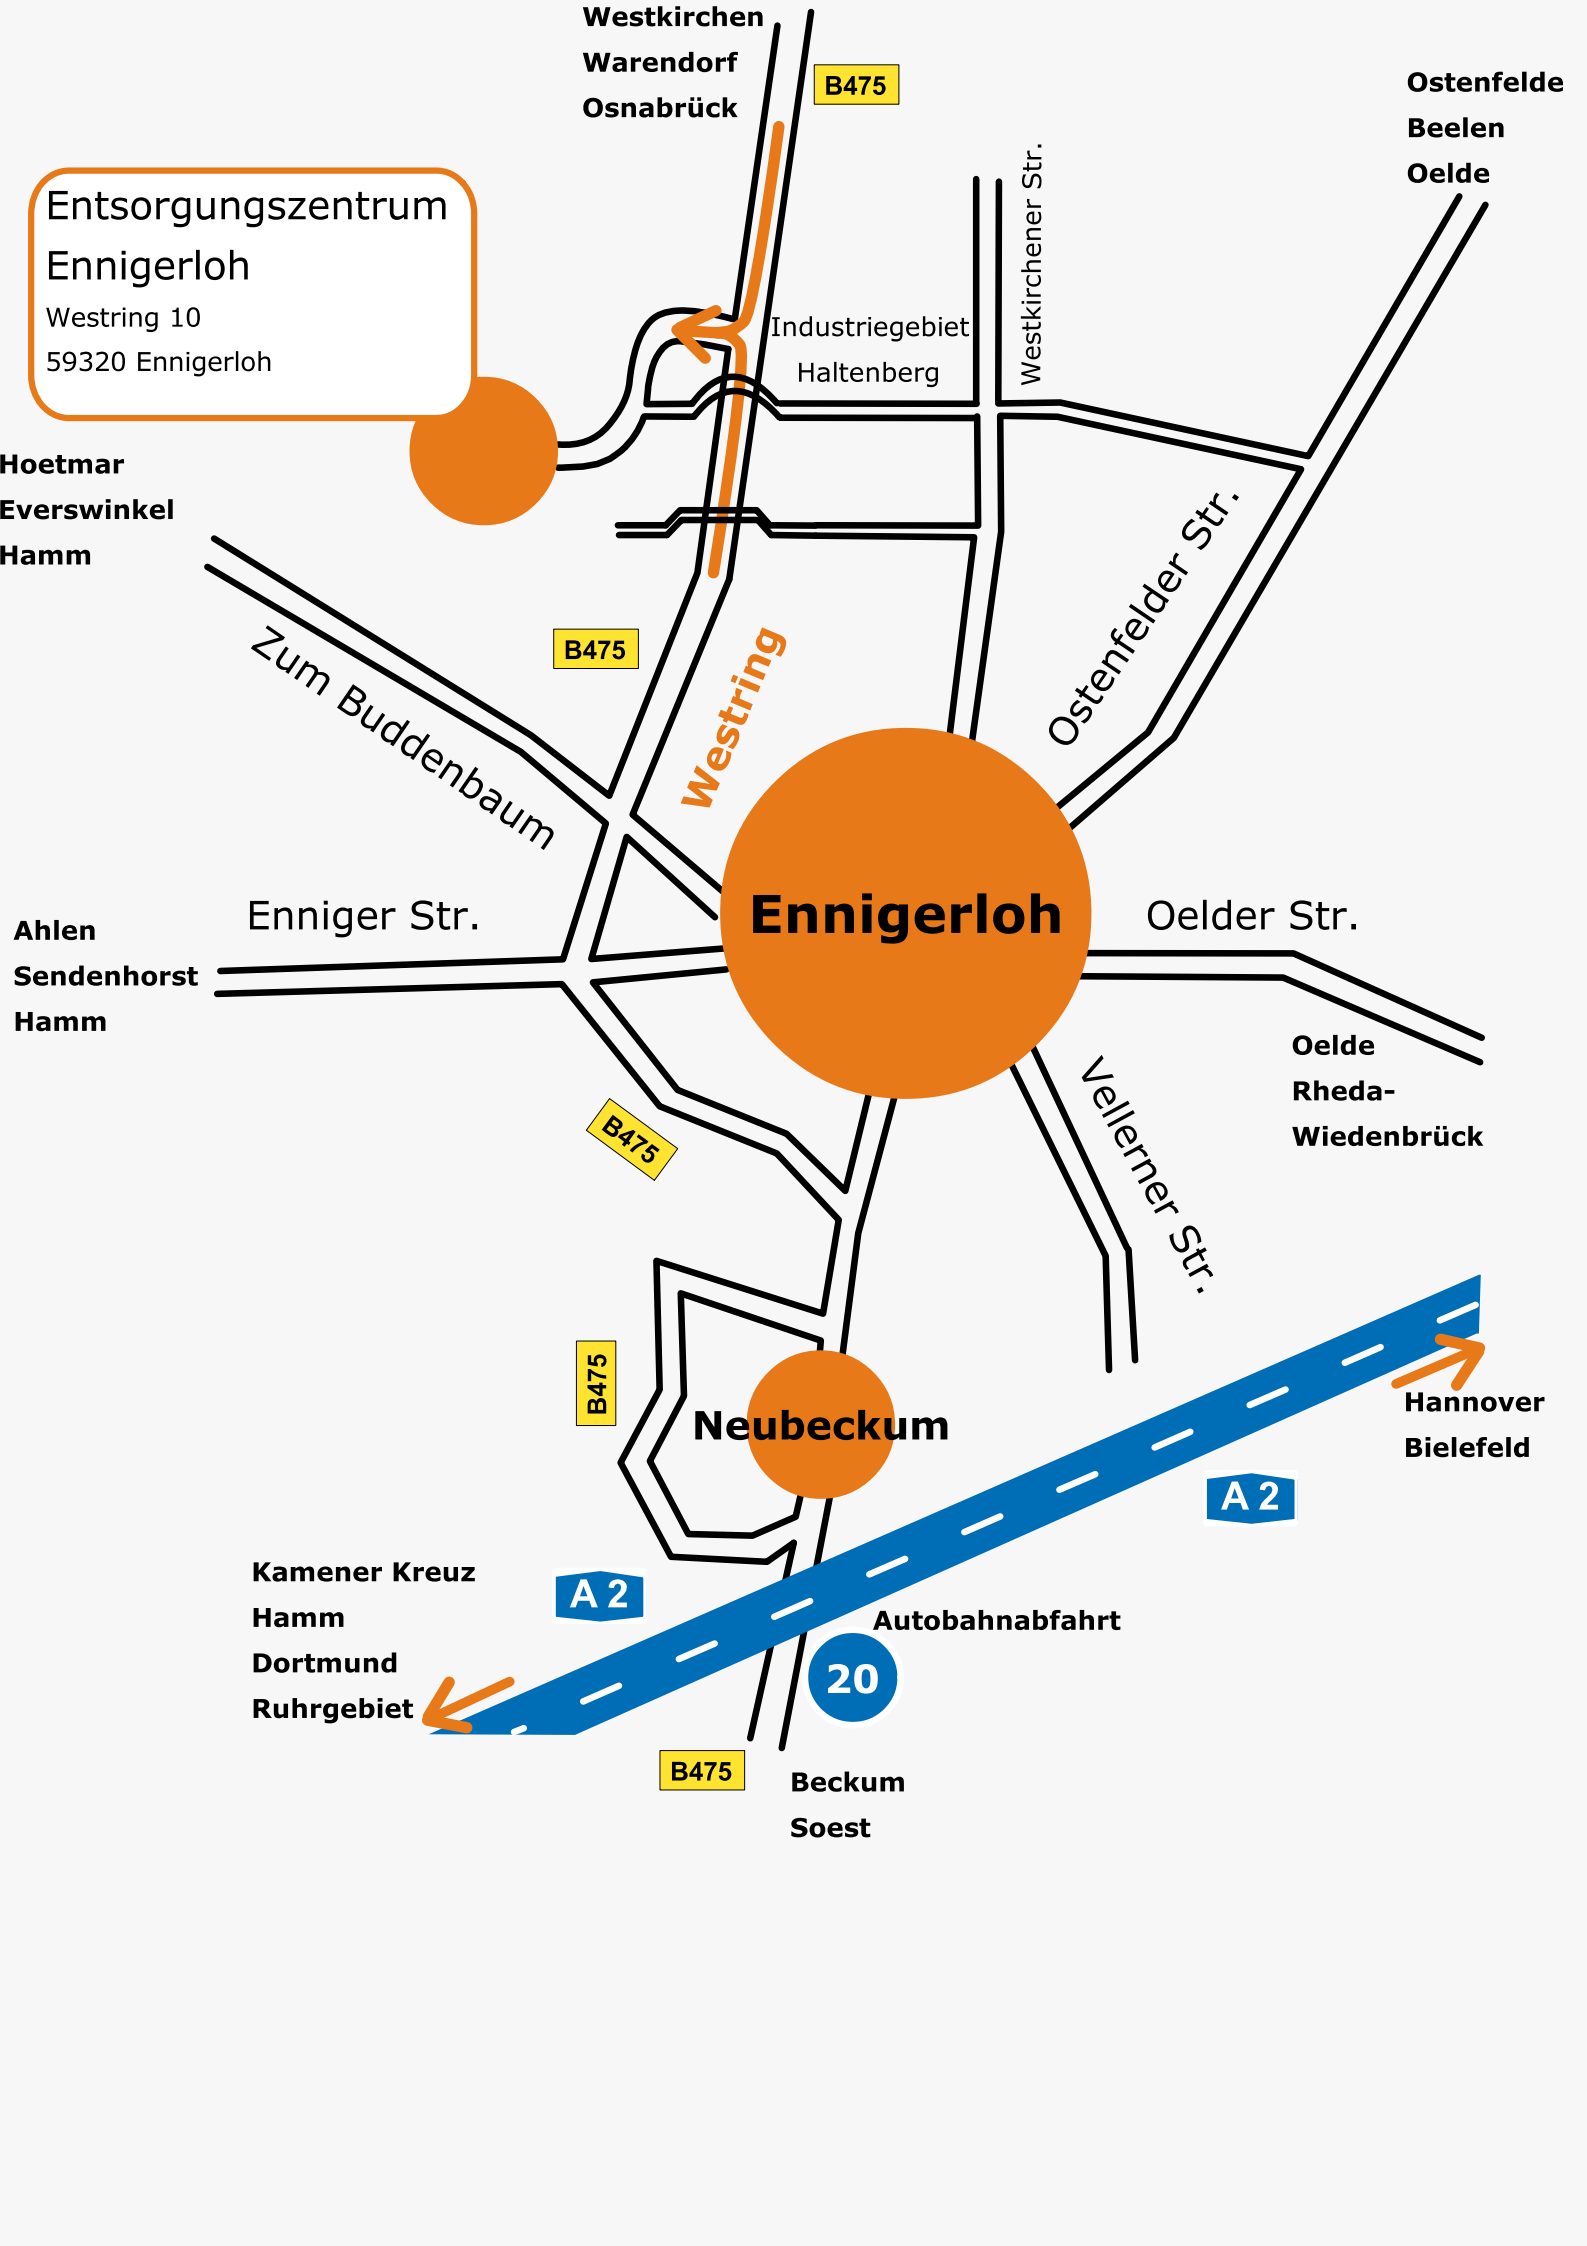 Westkirchen
Warendorf
Osnabrück
B475
Ostenfelde
Beelen
Oelde
Entsorgungszentrum
Ennigerloh
Westring 10
59320 Ennigerloh
Westkirchener Str.
Industriegebiet
Haltenberg
Hoetmar
Everswinkel
Hamm
Ostenfelder Str.
B475
Zum Buddenbaum
Westring
Ennigerloh
Enniger Str.
Oelder Str.
Ahlen
Sendenhorst
Hamm
Oelde
Rheda-
Wiedenbrück
B475
Vellerner Str.
B475
Neubeckum
Hannover
Bielefeld
A 2
Kamener Kreuz
Hamm
Dortmund
Ruhrgebiet
A 2
Autobahnabfahrt
20
B475
Beckum
Soest